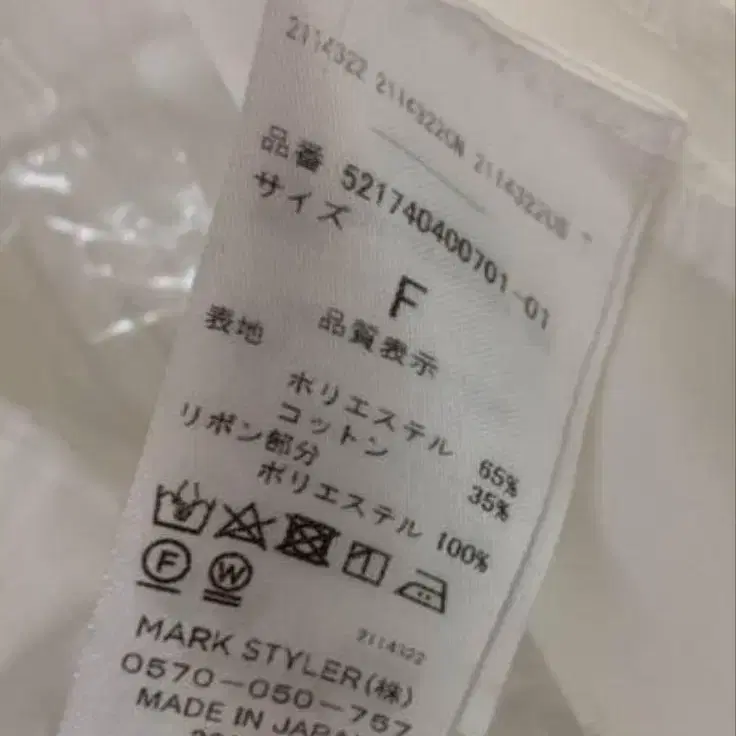 2114322 2114322CN 2114322US
品番 521740400701-01
サイズ
F
品質表示
表地
ポリエステル 65%
コットン 35%
リボン部分
ポリエステル 100%
F W
2114322
MARK STYLER(株)
0570-050-757
MADE IN JAPAN